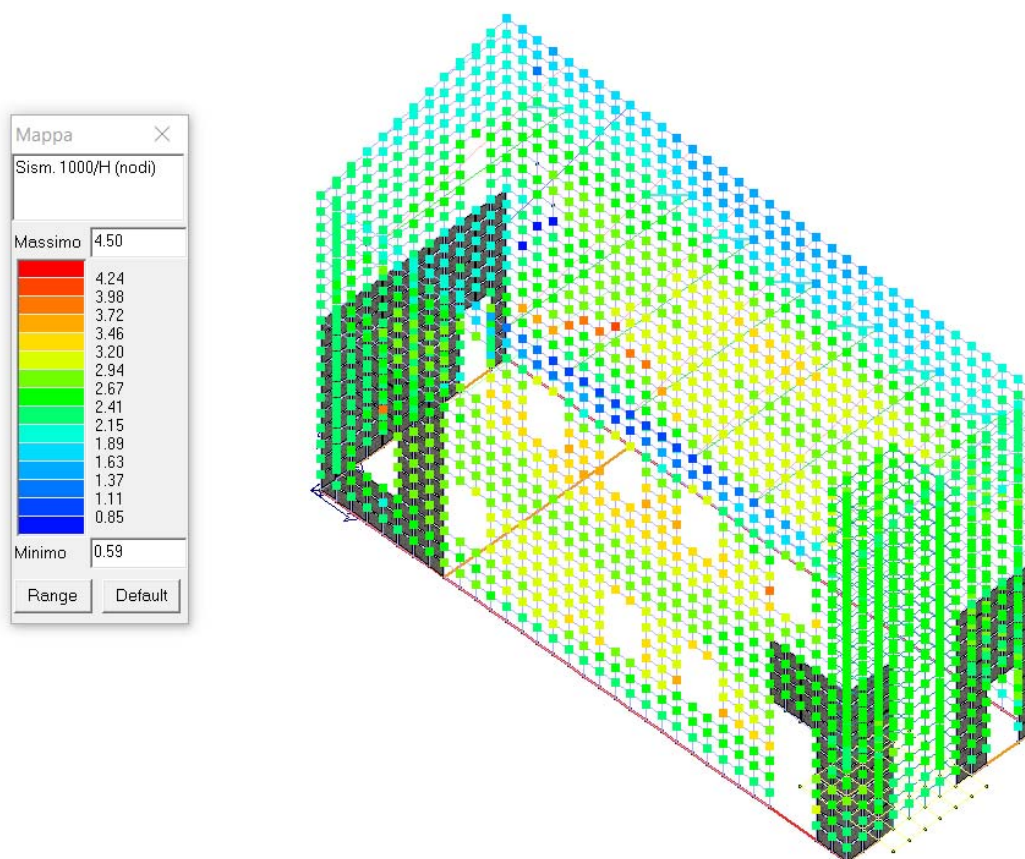 Mappa
Sism. 1000/H (nodi)
Massimo 4.50
4.24
3.98
3.72
3.46
3.20
2.94
2.67
2.41
2.15
1.89
1.63
1.37
1.11
0.85
Minimo 0.59
Range Default